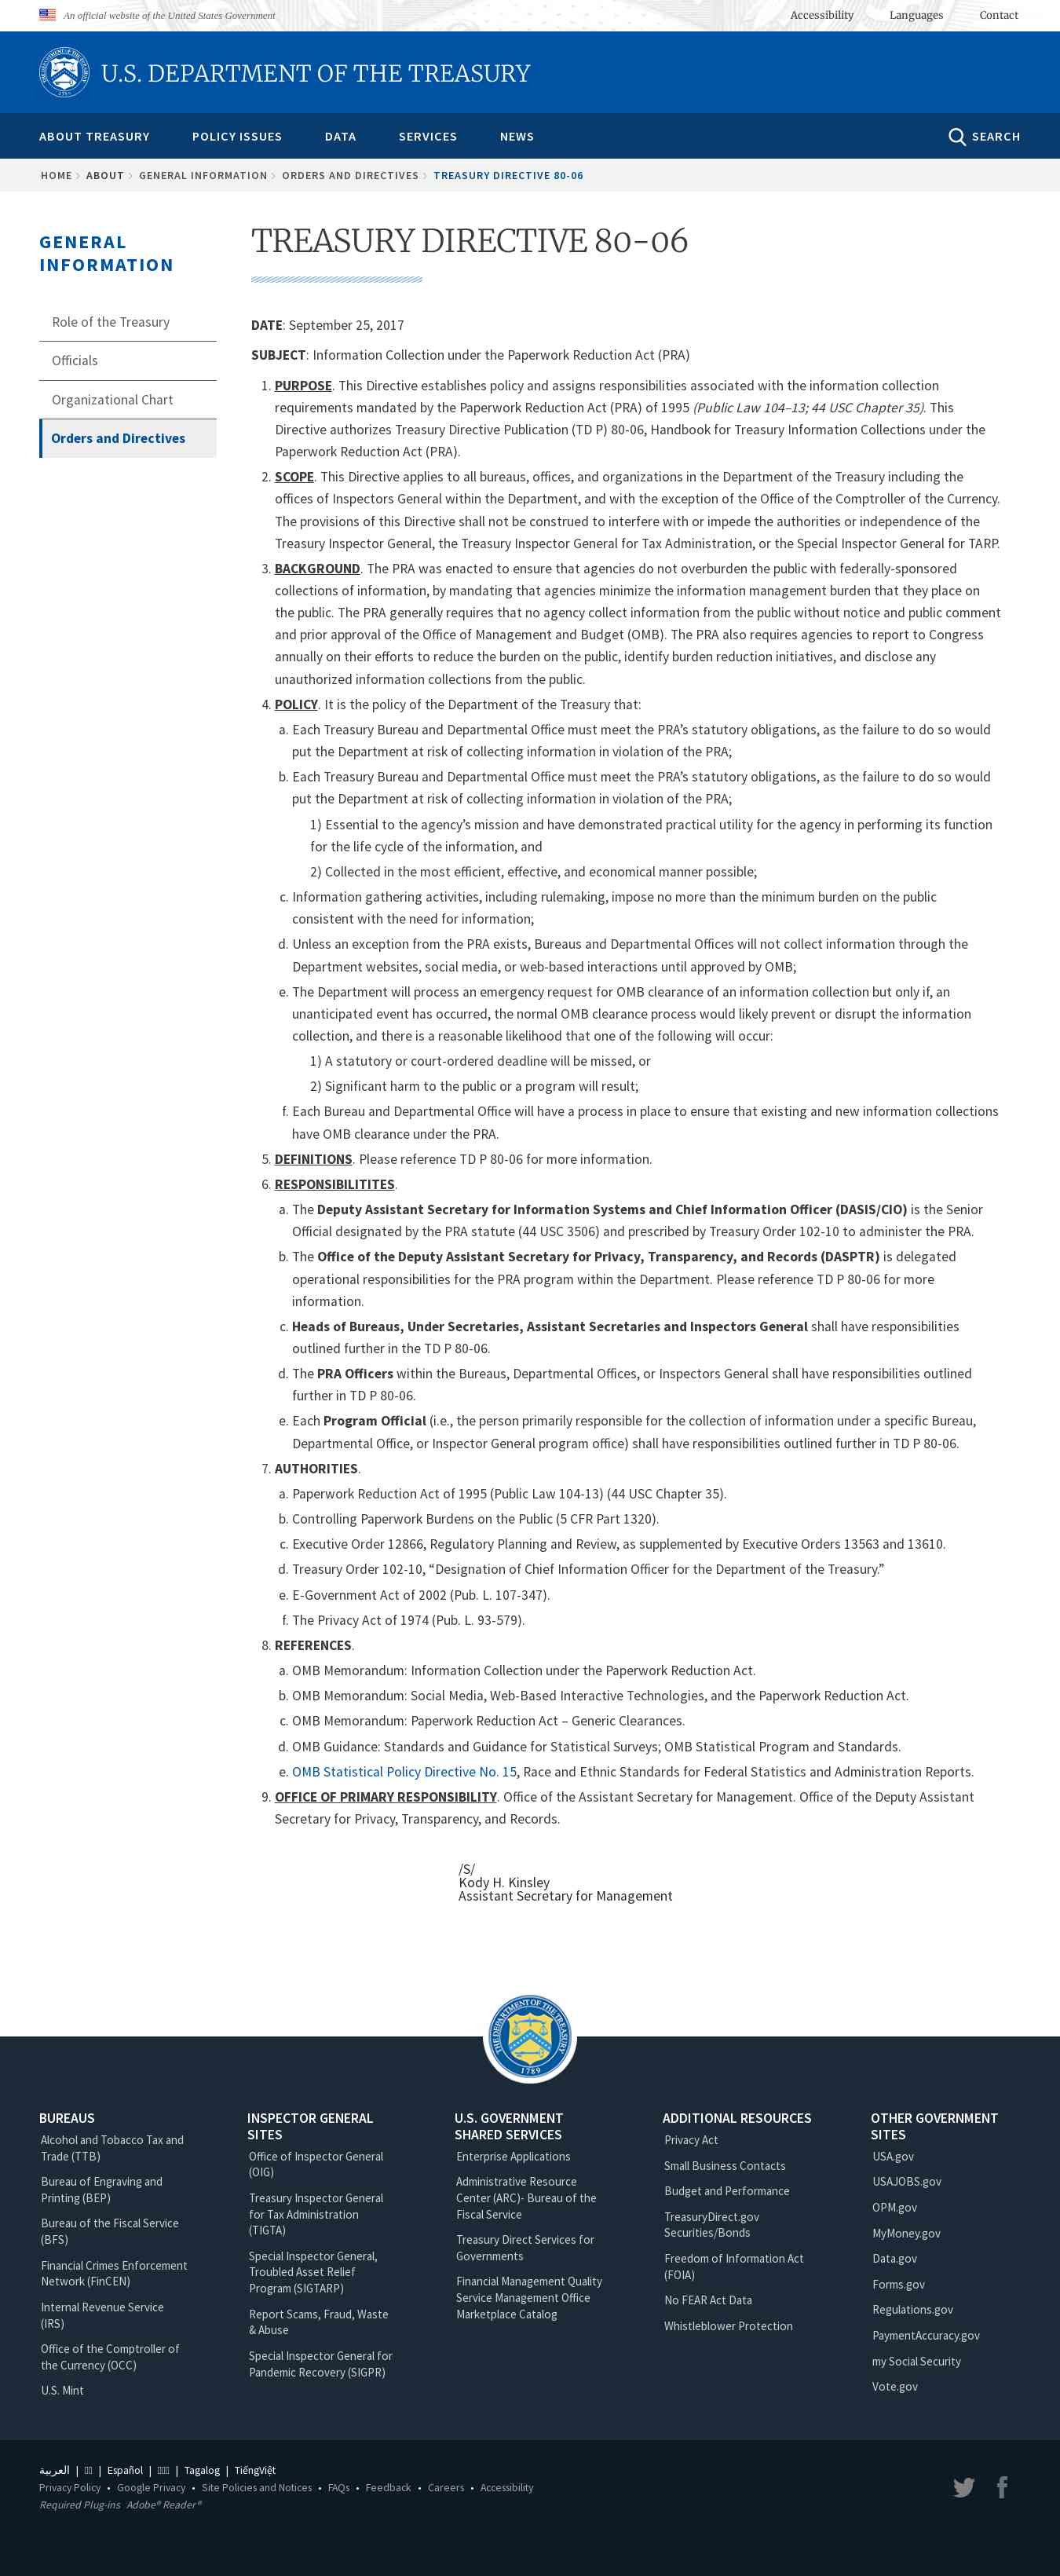 An official website of the United States Government
Accessibility Languages Contact
U.S. DEPARTMENT OF THE TREASURY
ABOUT TREASURY POLICY ISSUES DATA SERVICES NEWS SEARCH
HOME ABOUT GENERAL INFORMATION ORDERS AND DIRECTIVES TREASURY DIRECTIVE 80-06
GENERAL
INFORMATION
Role of the Treasury
Officials
Organizational Chart
Orders and Directives
TREASURY DIRECTIVE 80-06
DATE: September 25, 2017
SUBJECT: Information Collection under the Paperwork Reduction Act (PRA)
1. PURPOSE. This Directive establishes policy and assigns responsibilities associated with the information collection
requirements mandated by the Paperwork Reduction Act (PRA) of 1995 (Public Law 104–13; 44 USC Chapter 35). This
Directive authorizes Treasury Directive Publication (TD P) 80-06, Handbook for Treasury Information Collections under the
Paperwork Reduction Act (PRA).
2. SCOPE. This Directive applies to all bureaus, offices, and organizations in the Department of the Treasury including the
offices of Inspectors General within the Department, and with the exception of the Office of the Comptroller of the Currency.
The provisions of this Directive shall not be construed to interfere with or impede the authorities or independence of the
Treasury Inspector General, the Treasury Inspector General for Tax Administration, or the Special Inspector General for TARP.
3. BACKGROUND. The PRA was enacted to ensure that agencies do not overburden the public with federally-sponsored
collections of information, by mandating that agencies minimize the information management burden that they place on
the public. The PRA generally requires that no agency collect information from the public without notice and public comment
and prior approval of the Office of Management and Budget (OMB). The PRA also requires agencies to report to Congress
annually on their efforts to reduce the burden on the public, identify burden reduction initiatives, and disclose any
unauthorized information collections from the public.
4. POLICY. It is the policy of the Department of the Treasury that:
a. Each Treasury Bureau and Departmental Office must meet the PRA’s statutory obligations, as the failure to do so would
put the Department at risk of collecting information in violation of the PRA;
b. Each Treasury Bureau and Departmental Office must meet the PRA’s statutory obligations, as the failure to do so would
put the Department at risk of collecting information in violation of the PRA;
1) Essential to the agency’s mission and have demonstrated practical utility for the agency in performing its function
for the life cycle of the information, and
2) Collected in the most efficient, effective, and economical manner possible;
c. Information gathering activities, including rulemaking, impose no more than the minimum burden on the public
consistent with the need for information;
d. Unless an exception from the PRA exists, Bureaus and Departmental Offices will not collect information through the
Department websites, social media, or web-based interactions until approved by OMB;
e. The Department will process an emergency request for OMB clearance of an information collection but only if, an
unanticipated event has occurred, the normal OMB clearance process would likely prevent or disrupt the information
collection, and there is a reasonable likelihood that one of the following will occur:
1) A statutory or court-ordered deadline will be missed, or
2) Significant harm to the public or a program will result;
f. Each Bureau and Departmental Office will have a process in place to ensure that existing and new information collections
have OMB clearance under the PRA.
5. DEFINITIONS. Please reference TD P 80-06 for more information.
6. RESPONSIBILITITES.
a. The Deputy Assistant Secretary for Information Systems and Chief Information Officer (DASIS/CIO) is the Senior
Official designated by the PRA statute (44 USC 3506) and prescribed by Treasury Order 102-10 to administer the PRA.
b. The Office of the Deputy Assistant Secretary for Privacy, Transparency, and Records (DASPTR) is delegated
operational responsibilities for the PRA program within the Department. Please reference TD P 80-06 for more
information.
c. Heads of Bureaus, Under Secretaries, Assistant Secretaries and Inspectors General shall have responsibilities
outlined further in the TD P 80-06.
d. The PRA Officers within the Bureaus, Departmental Offices, or Inspectors General shall have responsibilities outlined
further in TD P 80-06.
e. Each Program Official (i.e., the person primarily responsible for the collection of information under a specific Bureau,
Departmental Office, or Inspector General program office) shall have responsibilities outlined further in TD P 80-06.
7. AUTHORITIES.
a. Paperwork Reduction Act of 1995 (Public Law 104-13) (44 USC Chapter 35).
b. Controlling Paperwork Burdens on the Public (5 CFR Part 1320).
c. Executive Order 12866, Regulatory Planning and Review, as supplemented by Executive Orders 13563 and 13610.
d. Treasury Order 102-10, “Designation of Chief Information Officer for the Department of the Treasury.”
e. E-Government Act of 2002 (Pub. L. 107-347).
f. The Privacy Act of 1974 (Pub. L. 93-579).
8. REFERENCES.
a. OMB Memorandum: Information Collection under the Paperwork Reduction Act.
b. OMB Memorandum: Social Media, Web-Based Interactive Technologies, and the Paperwork Reduction Act.
c. OMB Memorandum: Paperwork Reduction Act – Generic Clearances.
d. OMB Guidance: Standards and Guidance for Statistical Surveys; OMB Statistical Program and Standards.
e. OMB Statistical Policy Directive No. 15, Race and Ethnic Standards for Federal Statistics and Administration Reports.
9. OFFICE OF PRIMARY RESPONSIBILITY. Office of the Assistant Secretary for Management. Office of the Deputy Assistant
Secretary for Privacy, Transparency, and Records.
/S/
Kody H. Kinsley
Assistant Secretary for Management
THE DEPARTMENT OF THE TREASURY
1789
BUREAUS
Alcohol and Tobacco Tax and
Trade (TTB)
Bureau of Engraving and
Printing (BEP)
Bureau of the Fiscal Service
(BFS)
Financial Crimes Enforcement
Network (FinCEN)
Internal Revenue Service
(IRS)
Office of the Comptroller of
the Currency (OCC)
U.S. Mint
INSPECTOR GENERAL
SITES
Office of Inspector General
(OIG)
Treasury Inspector General
for Tax Administration
(TIGTA)
Special Inspector General,
Troubled Asset Relief
Program (SIGTARP)
Report Scams, Fraud, Waste
& Abuse
Special Inspector General for
Pandemic Recovery (SIGPR)
U.S. GOVERNMENT
SHARED SERVICES
Enterprise Applications
Administrative Resource
Center (ARC)- Bureau of the
Fiscal Service
Treasury Direct Services for
Governments
Financial Management Quality
Service Management Office
Marketplace Catalog
ADDITIONAL RESOURCES
Privacy Act
Small Business Contacts
Budget and Performance
TreasuryDirect.gov
Securities/Bonds
Freedom of Information Act
(FOIA)
No FEAR Act Data
Whistleblower Protection
OTHER GOVERNMENT
SITES
USA.gov
USAJOBS.gov
OPM.gov
MyMoney.gov
Data.gov
Forms.gov
Regulations.gov
PaymentAccuracy.gov
my Social Security
Vote.gov
العربية | | Español | | Tagalog | TiếngViệt
Privacy Policy • Google Privacy • Site Policies and Notices • FAQs • Feedback • Careers • Accessibility
Required Plug-ins Adobe® Reader®